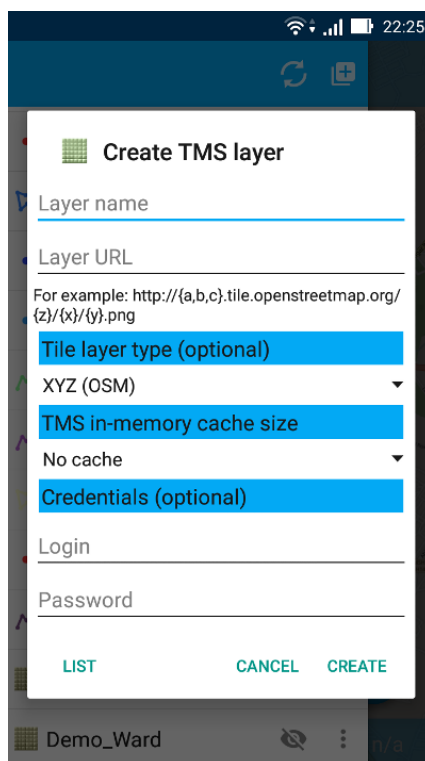 22:25
Create TMS layer
Layer name
Layer URL
For example: http://{a,b,c}.tile.openstreetmap.org/
{z}/{x}/{y}.png
Tile layer type (optional)
XYZ (OSM)
TMS in-memory cache size
No cache
Credentials (optional)
Login
Password
LIST CANCEL CREATE
Demo_Ward
n/a